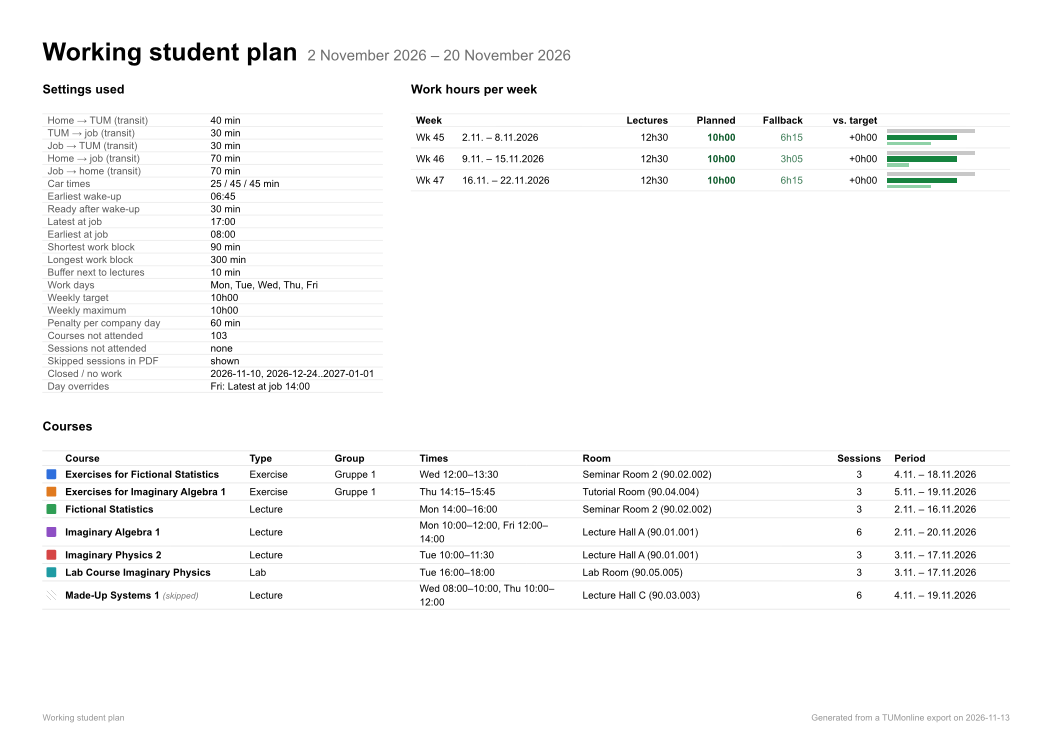 Working student plan 2 November 2026 – 20 November 2026
Settings used
Home → TUM (transit) 40 min
TUM → job (transit) 30 min
Job → TUM (transit) 30 min
Home → job (transit) 70 min
Job → home (transit) 70 min
Car times 25 / 45 / 45 min
Earliest wake-up 06:45
Ready after wake-up 30 min
Latest at job 17:00
Earliest at job 08:00
Shortest work block 90 min
Longest work block 300 min
Buffer next to lectures 10 min
Work days Mon, Tue, Wed, Thu, Fri
Weekly target 10h00
Weekly maximum 10h00
Penalty per company day 60 min
Courses not attended 103
Sessions not attended none
Skipped sessions in PDF shown
Closed / no work 2026-11-10, 2026-12-24..2027-01-01
Day overrides Fri: Latest at job 14:00
Work hours per week
Week Lectures Planned Fallback vs. target
Wk 45 2.11. – 8.11.2026 12h30 10h00 6h15 +0h00
Wk 46 9.11. – 15.11.2026 12h30 10h00 3h05 +0h00
Wk 47 16.11. – 22.11.2026 12h30 10h00 6h15 +0h00
Courses
Course Type Group Times Room Sessions Period
Exercises for Fictional Statistics Exercise Gruppe 1 Wed 12:00–13:30 Seminar Room 2 (90.02.002) 3 4.11. – 18.11.2026
Exercises for Imaginary Algebra 1 Exercise Gruppe 1 Thu 14:15–15:45 Tutorial Room (90.04.004) 3 5.11. – 19.11.2026
Fictional Statistics Lecture Mon 14:00–16:00 Seminar Room 2 (90.02.002) 3 2.11. – 16.11.2026
Imaginary Algebra 1 Lecture Mon 10:00–12:00, Fri 12:00–
14:00 Lecture Hall A (90.01.001) 6 2.11. – 20.11.2026
Imaginary Physics 2 Lecture Tue 10:00–11:30 Lecture Hall A (90.01.001) 3 3.11. – 17.11.2026
Lab Course Imaginary Physics Lab Tue 16:00–18:00 Lab Room (90.05.005) 3 3.11. – 17.11.2026
Made-Up Systems 1 (skipped) Lecture Wed 08:00–10:00, Thu 10:00–
12:00 Lecture Hall C (90.03.003) 6 4.11. – 19.11.2026
Working student plan
Generated from a TUMonline export on 2026-11-13